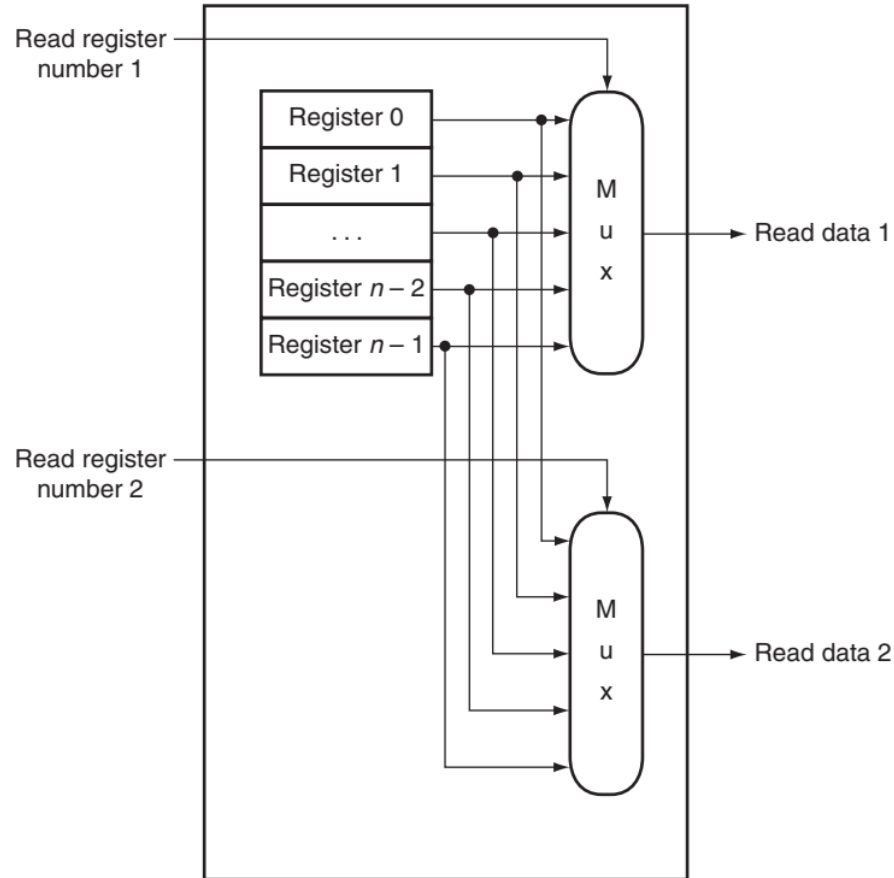 Read register
number 1
Register 0
Register 1
. . .
Register n – 2
Register n – 1
M
u
x
Read data 1
Read register
number 2
M
u
x
Read data 2